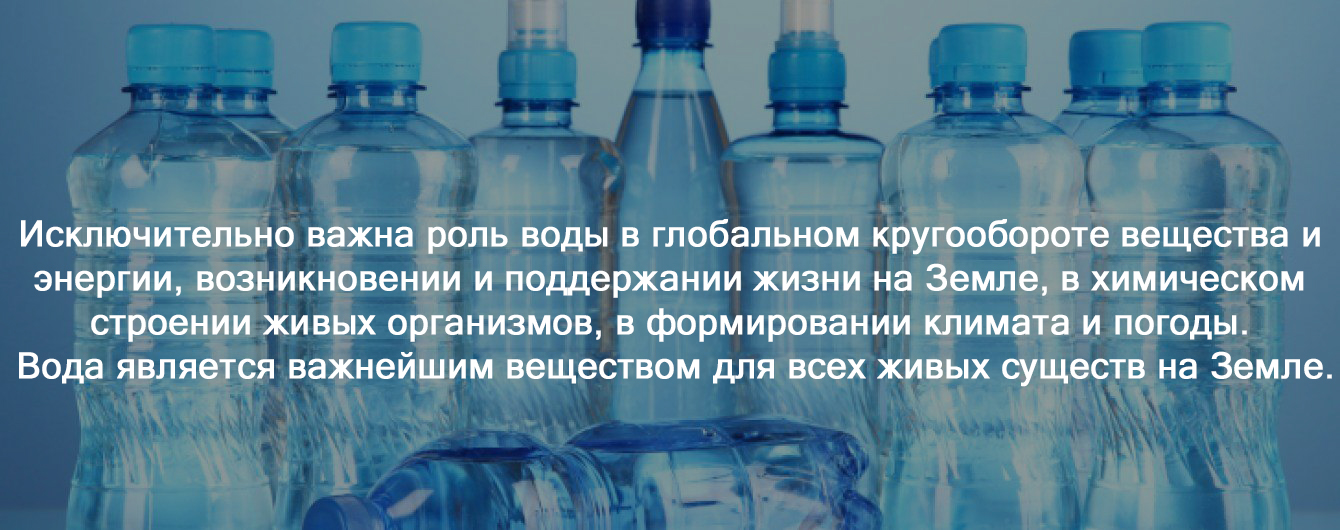 Исключительно важна роль воды в глобальном кругообороте вещества и
энергии, возникновении и поддержании жизни на Земле, в химическом
строении живых организмов, в формировании климата и погоды.
Вода является важнейшим веществом для всех живых существ на Земле.